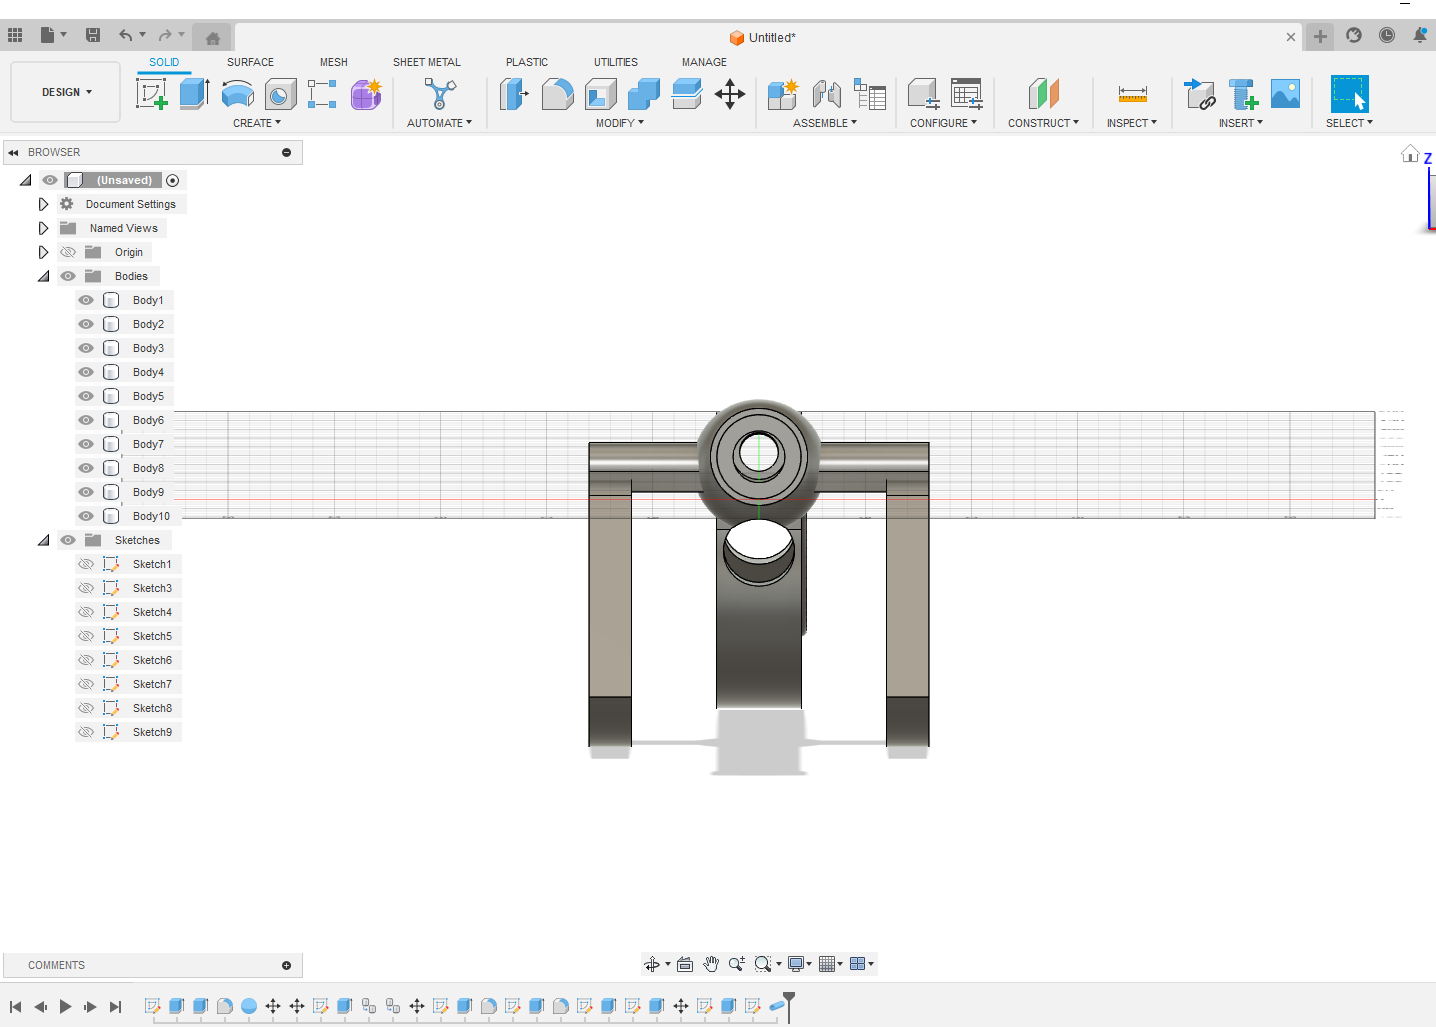 Untitled*
DESIGN
SOLID SURFACE MESH SHEET METAL PLASTIC UTILITIES MANAGE
CREATE AUTOMATE MODIFY ASSEMBLE CONFIGURE CONSTRUCT INSPECT INSERT SELECT
BROWSER
Z
(Unsaved)
Document Settings
Named Views
Origin
Bodies
Body1
Body2
Body3
Body4
Body5
Body6
Body7
Body8
Body9
Body10
Sketches
Sketch1
Sketch3
Sketch4
Sketch5
Sketch6
Sketch7
Sketch8
Sketch9
COMMENTS